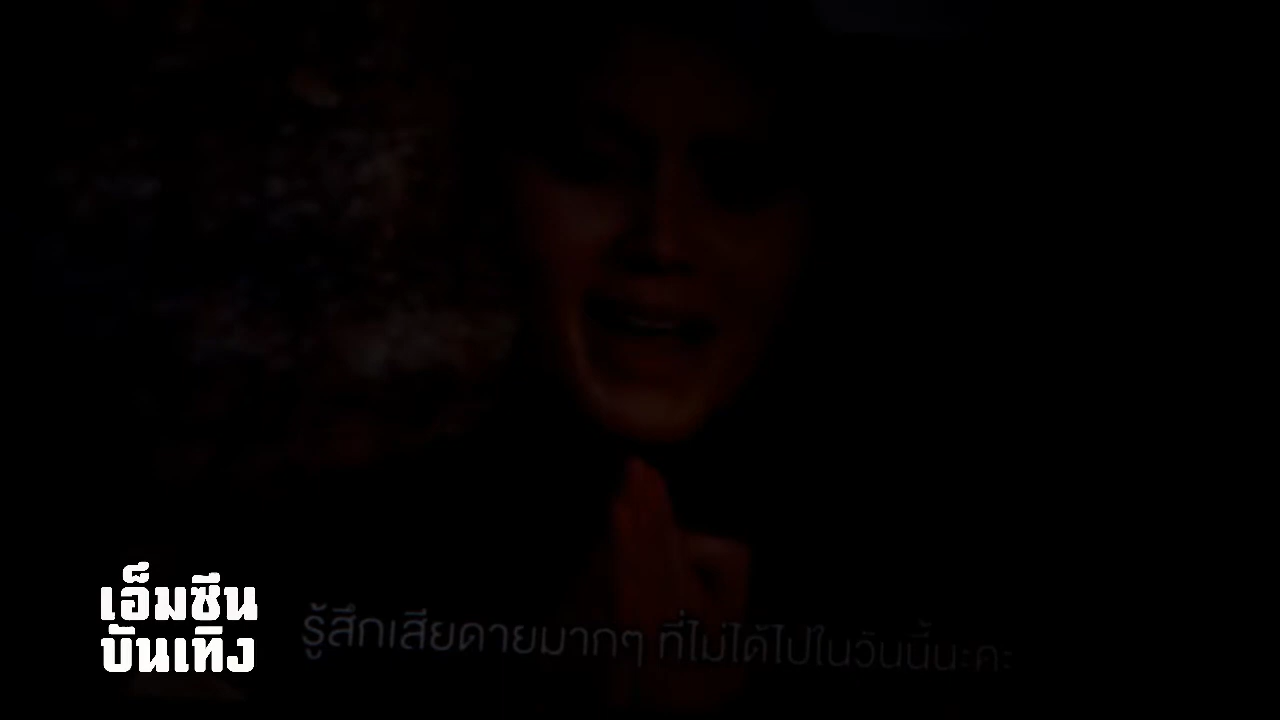 เอ็มซีน
บันเทิง
รู้สึกเสียดายมากๆ ที่ไม่ได้ไปในวันนี้นะคะ